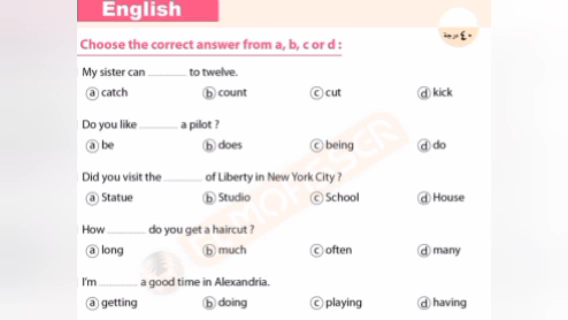 English
٤٠ درجة
Choose the correct answer from a, b, c or d :
My sister can ............ to twelve.
a catch b count c cut d kick
Do you like ............ a pilot ?
a be b does c being d do
Did you visit the ............ of Liberty in New York City ?
a Statue b Studio c School d House
How ............ do you get a haircut ?
a long b much c often d many
I'm ............ a good time in Alexandria.
a getting b doing c playing d having